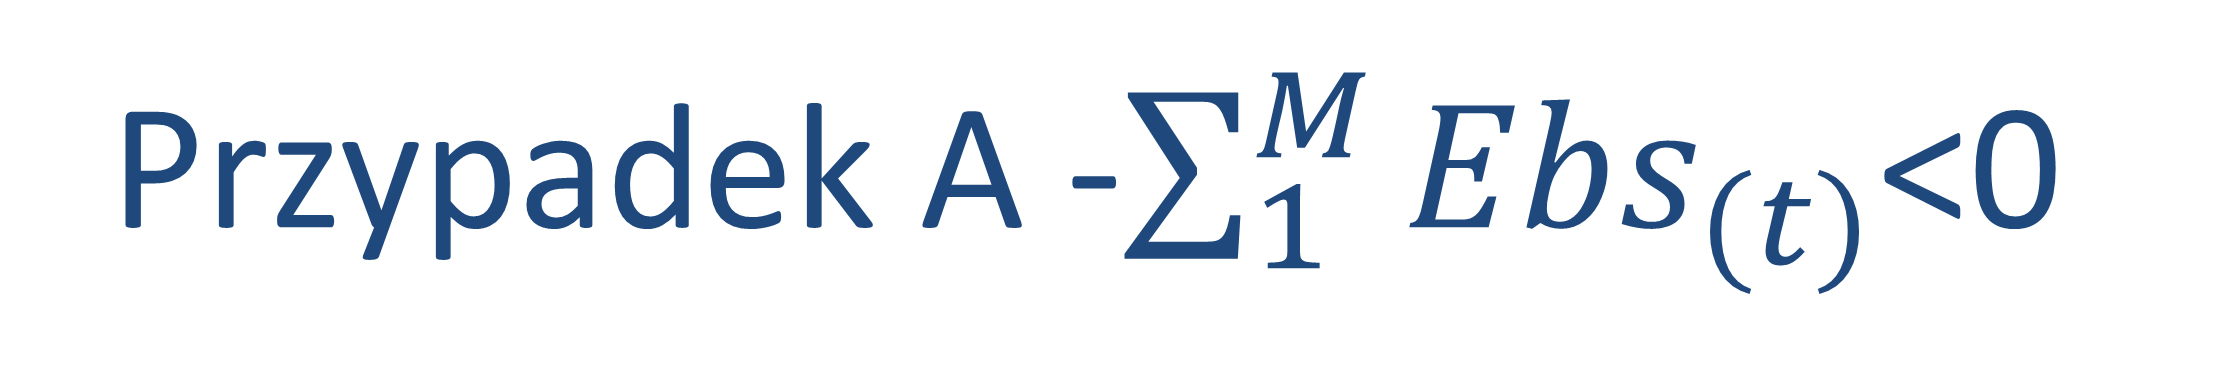 Przypadek A -∑₁ᴹ Ebs₍ₜ₎<0